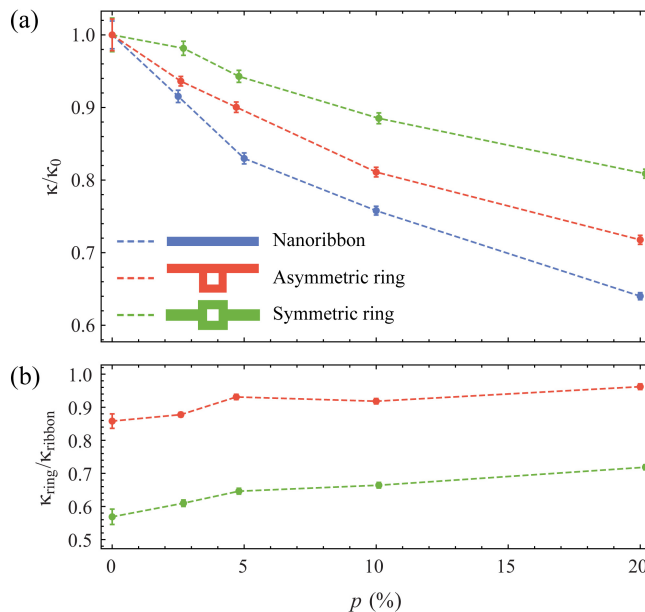 (a)
1.0
0.9
κ/κ0
0.8
0.7
0.6
Nanoribbon
Asymmetric ring
Symmetric ring
(b)
1.0
0.9
0.8
κring/κribbon
0.7
0.6
0.5
0 5 10 15 20
p (%)